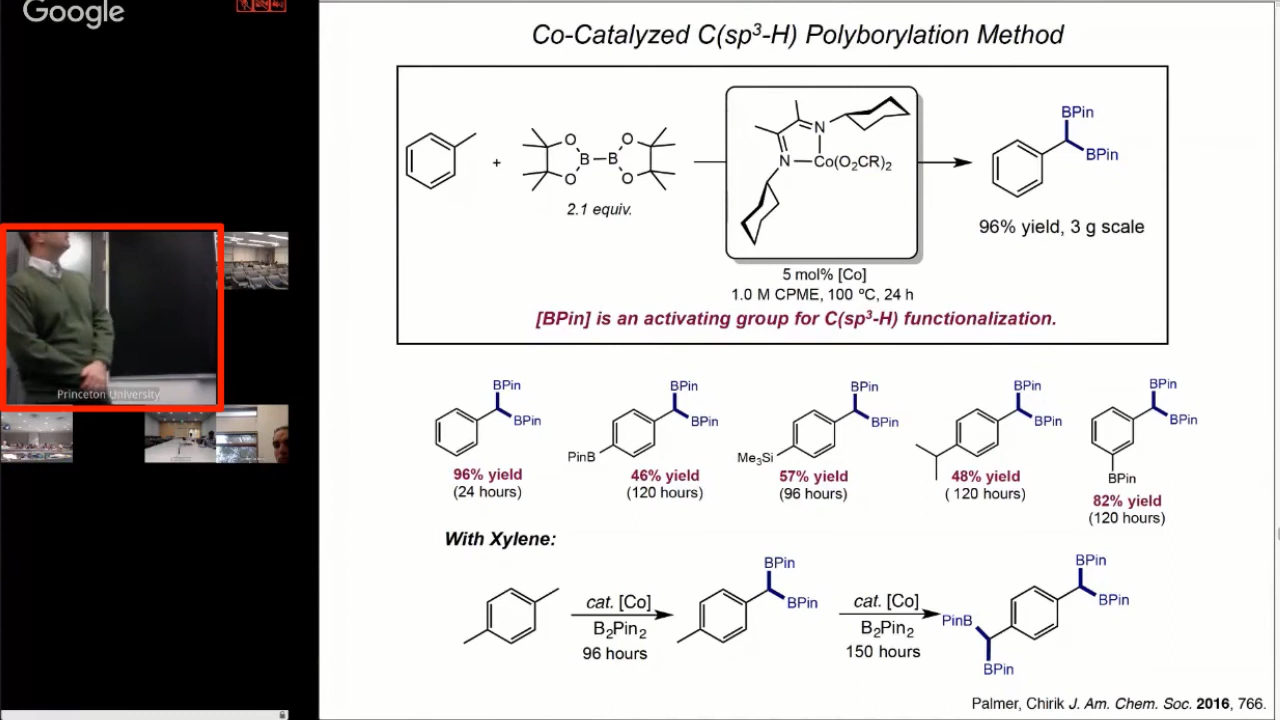 Google
Co-Catalyzed C(sp³-H) Polyborylation Method
BPin
BPin
+
O O
B B
O O
2.1 equiv.
N
N
Co(O₂CR)₂
96% yield, 3 g scale
5 mol% [Co]
1.0 M CPME, 100 ºC, 24 h
[BPin] is an activating group for C(sp³-H) functionalization.
Princeton University
BPin
BPin
96% yield
(24 hours)
BPin
BPin
PinB
46% yield
(120 hours)
BPin
BPin
Me₃Si
57% yield
(96 hours)
BPin
BPin
48% yield
( 120 hours)
BPin
BPin
BPin
82% yield
(120 hours)
With Xylene:
cat. [Co]
B₂Pin₂
96 hours
BPin
BPin
cat. [Co]
B₂Pin₂
150 hours
BPin
BPin
PinB
BPin
Palmer, Chirik J. Am. Chem. Soc. 2016, 766.